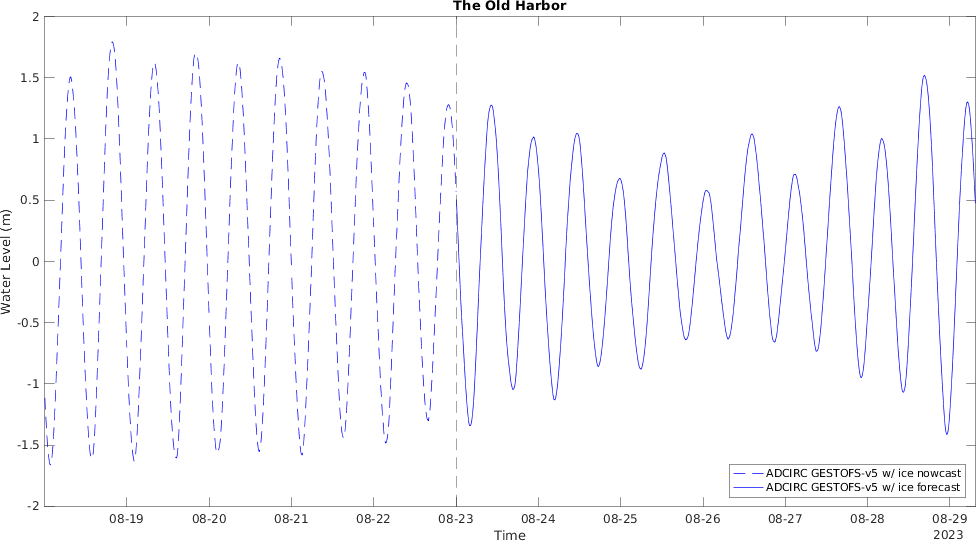 The Old Harbor
2
1.5
1
0.5
0
-0.5
-1
-1.5
-2
Water Level (m)
08-19 08-20 08-21 08-22 08-23 08-24 08-25 08-26 08-27 08-28 08-29
Time
2023
ADCIRC GESTOFS-v5 w/ ice nowcast
ADCIRC GESTOFS-v5 w/ ice forecast